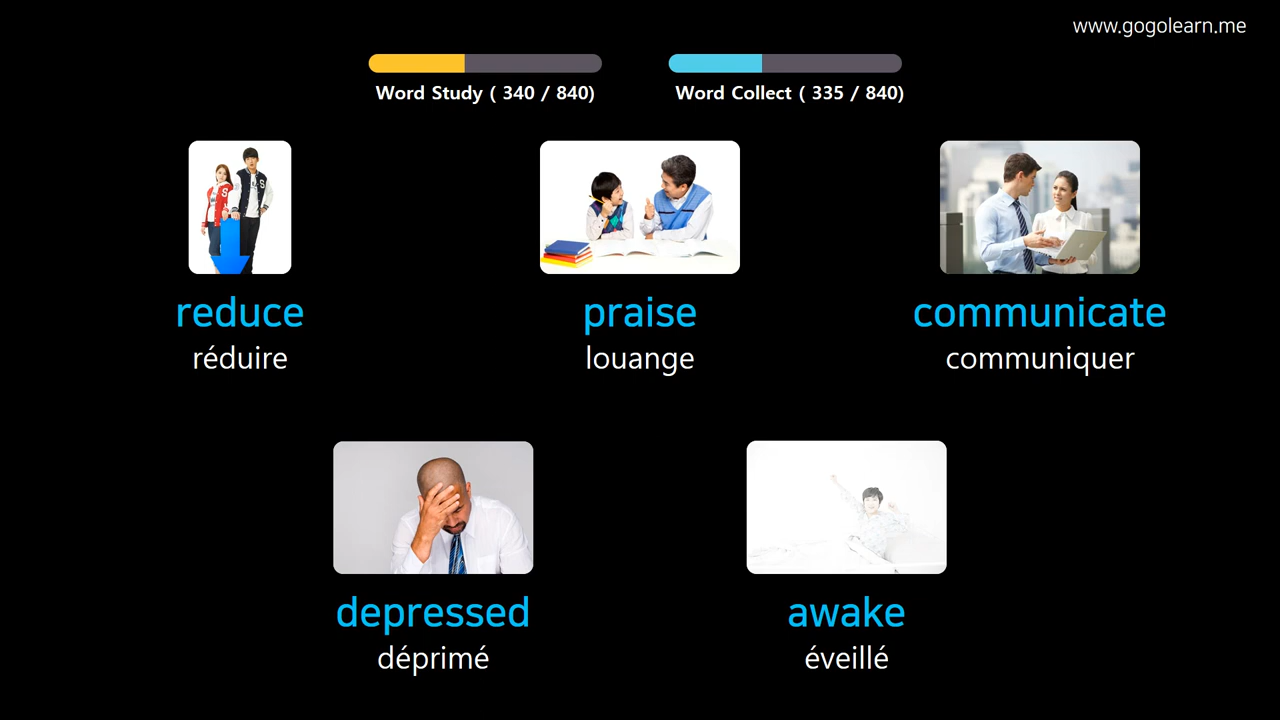 www.gogolearn.me
Word Study ( 340 / 840)
Word Collect ( 335 / 840)
S
S
reduce
réduire
praise
louange
communicate
communiquer
depressed
déprimé
awake
éveillé